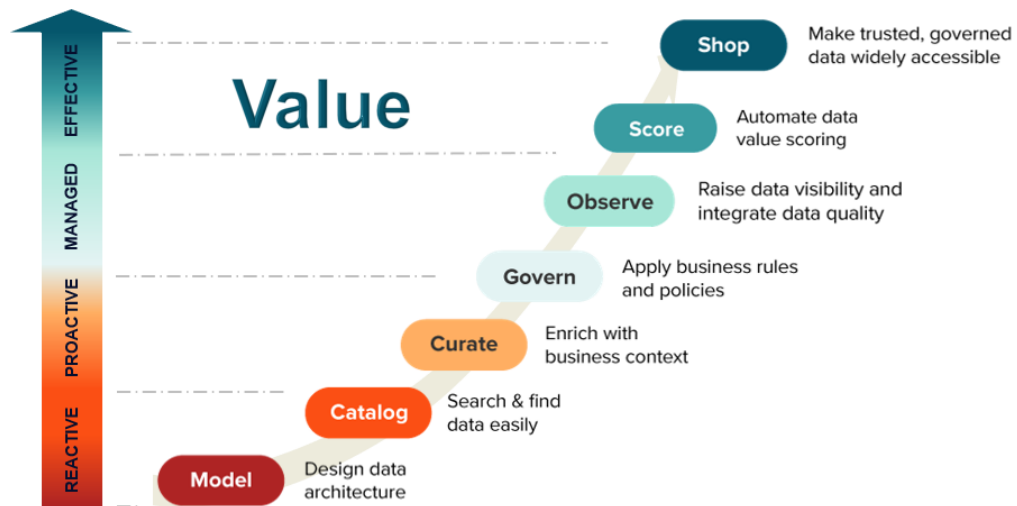 EFFECTIVE
MANAGED
PROACTIVE
REACTIVE
Value
Shop
Make trusted, governed
data widely accessible
Score
Automate data
value scoring
Observe
Raise data visibility and
integrate data quality
Govern
Apply business rules
and policies
Curate
Enrich with
business context
Catalog
Search & find
data easily
Model
Design data
architecture